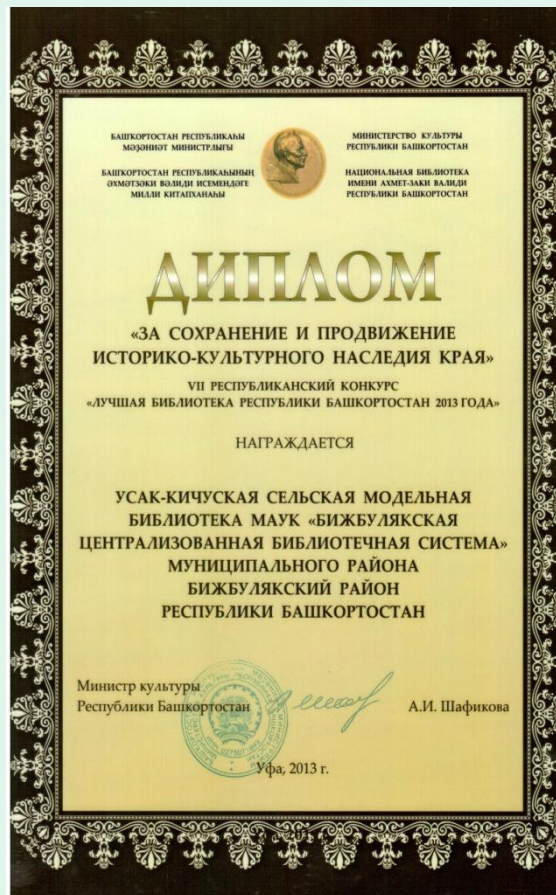 БАШҠОРТОСТАН РЕСПУБЛИКАҺЫ
МӘҘӘНИӘТ МИНИСТРЛЫҒЫ
БАШҠОРТОСТАН РЕСПУБЛИКАҺЫНЫҢ
ӘХМӘТЗӘКИ ВӘЛИДИ ИСЕМЕНДӘГЕ
МИЛЛИ КИТАПХАНАҺЫ
МИНИСТЕРСТВО КУЛЬТУРЫ
РЕСПУБЛИКИ БАШКОРТОСТАН
НАЦИОНАЛЬНАЯ БИБЛИОТЕКА
ИМЕНИ АХМЕТ-ЗАКИ ВАЛИДИ
РЕСПУБЛИКИ БАШКОРТОСТАН
ДИПЛОМ
«ЗА СОХРАНЕНИЕ И ПРОДВИЖЕНИЕ
ИСТОРИКО-КУЛЬТУРНОГО НАСЛЕДИЯ КРАЯ»
VII РЕСПУБЛИКАНСКИЙ КОНКУРС
«ЛУЧШАЯ БИБЛИОТЕКА РЕСПУБЛИКИ БАШКОРТОСТАН 2013 ГОДА»
НАГРАЖДАЕТСЯ
УСАК-КИЧУСКАЯ СЕЛЬСКАЯ МОДЕЛЬНАЯ
БИБЛИОТЕКА МАУК «БИЖБУЛЯКСКАЯ
ЦЕНТРАЛИЗОВАННАЯ БИБЛИОТЕЧНАЯ СИСТЕМА»
МУНИЦИПАЛЬНОГО РАЙОНА
БИЖБУЛЯКСКИЙ РАЙОН
РЕСПУБЛИКИ БАШКОРТОСТАН
Министр культуры
Республики Башкортостан
А.И. Шафикова
Уфа, 2013 г.